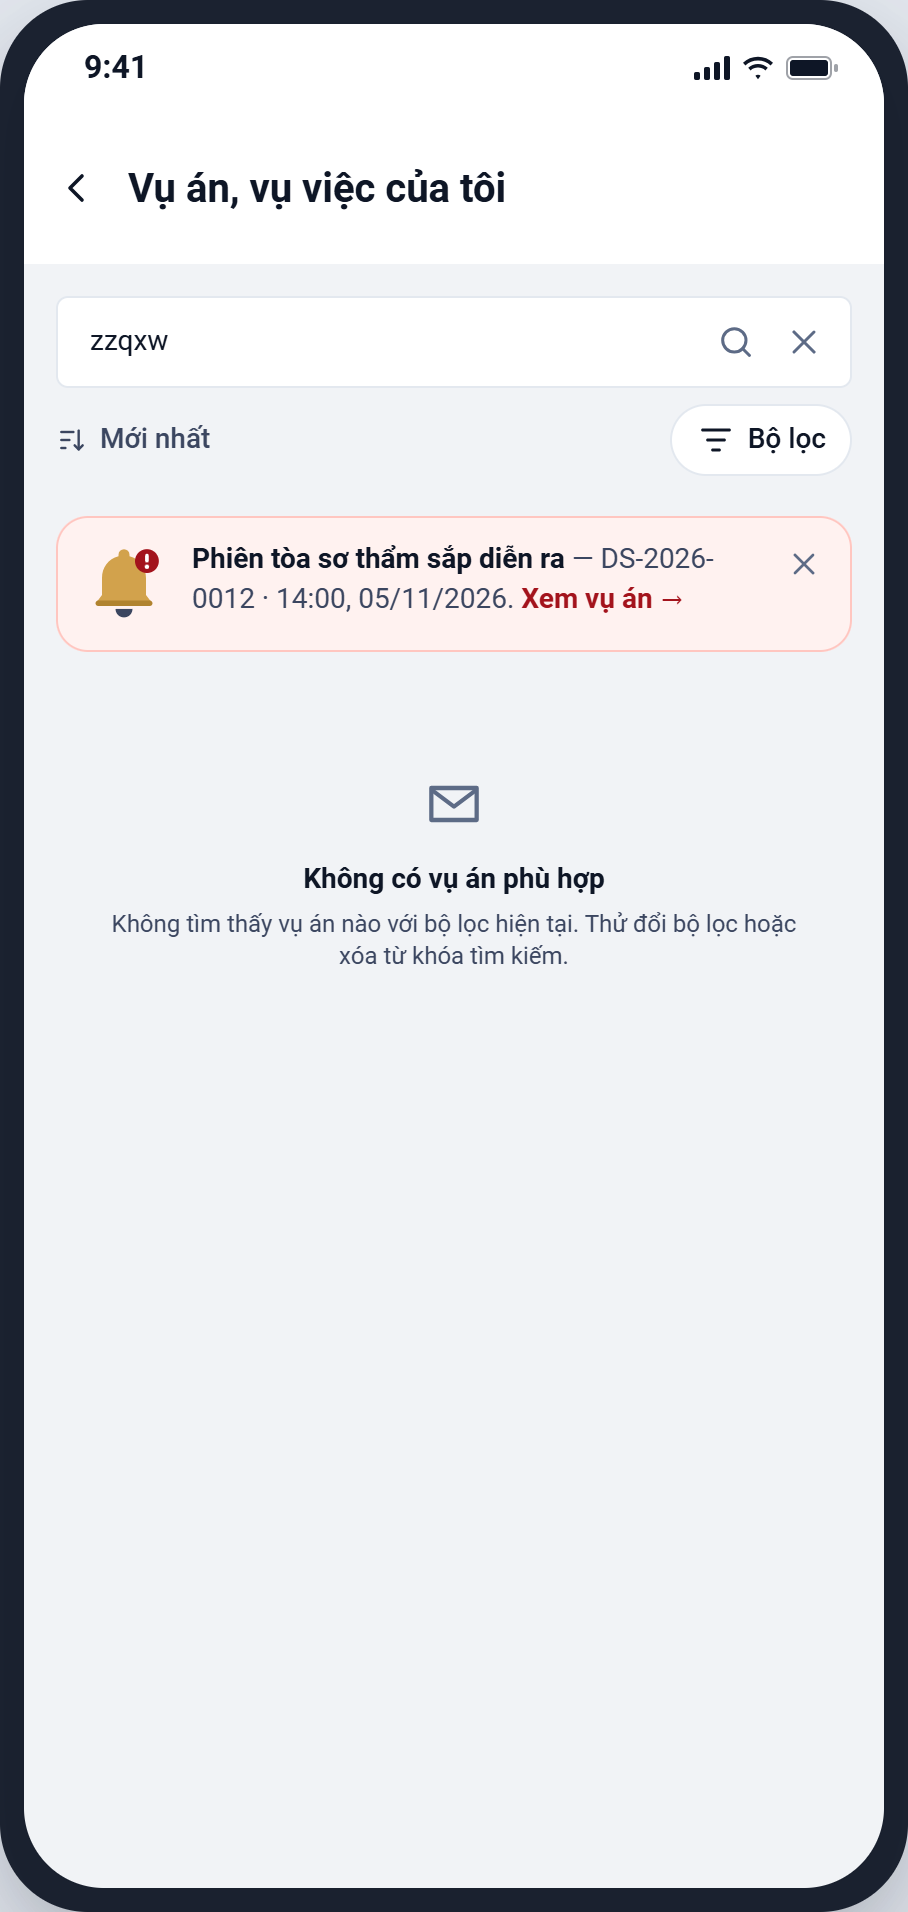 9:41
Vụ án, vụ việc của tôi
zzqxw
Mới nhất
Bộ lọc
Phiên tòa sơ thẩm sắp diễn ra — DS-2026-
0012 · 14:00, 05/11/2026. Xem vụ án →
Không có vụ án phù hợp
Không tìm thấy vụ án nào với bộ lọc hiện tại. Thử đổi bộ lọc hoặc
xóa từ khóa tìm kiếm.